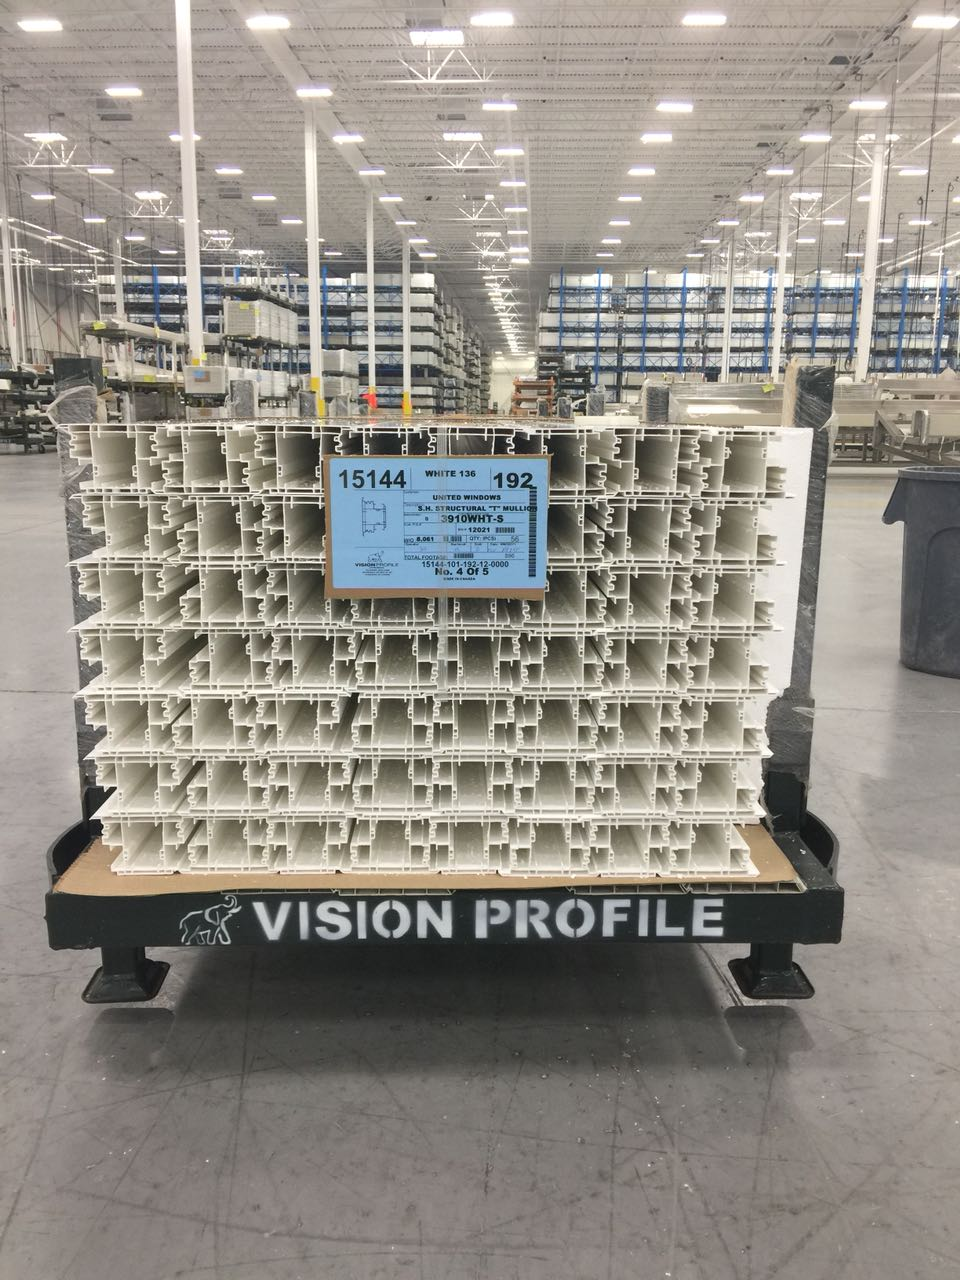 15144 WHITE 136 192
UNITED WINDOWS
S.H. STRUCTURAL "T" MULLION
3910WHT-S
12021
8,061 QTY: (PCS) 56
TOTAL FOOTAGE
VISION PROFILE
15144-101-192-12-0000
No. 4 Of 5
MADE IN CANADA
VISION PROFILE